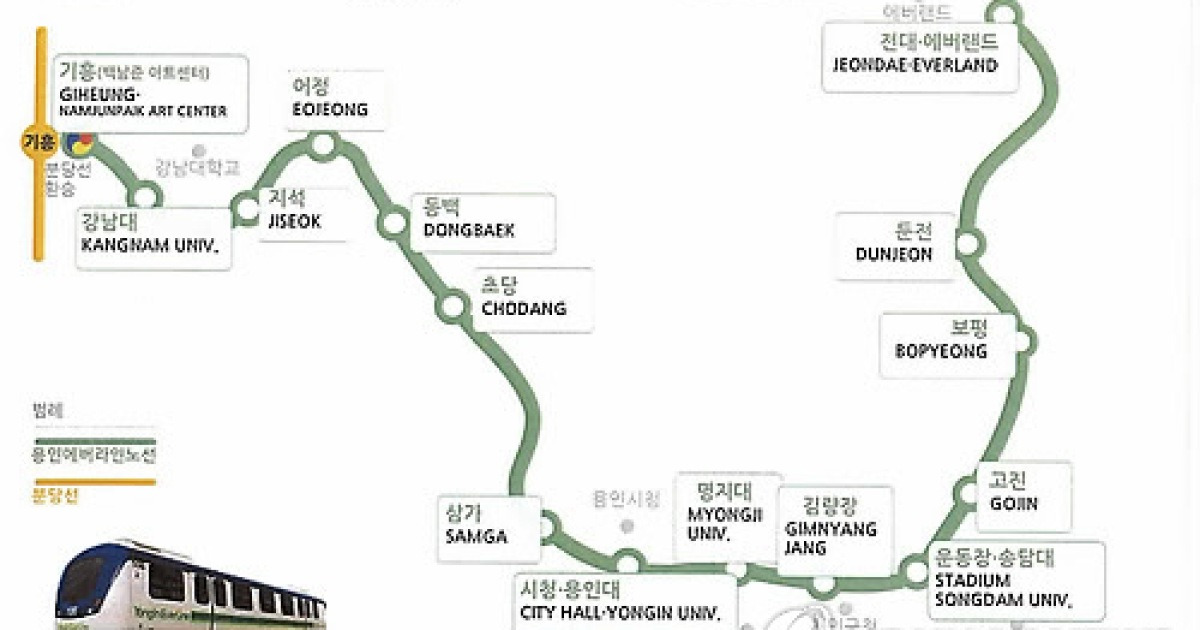 에버랜드
전대·에버랜드
JEONDAE·EVERLAND
기흥(백남준 아트센터)
GIHEUNG·
NAMJUNPAIK ART CENTER
기흥
분당선
환승
강남대학교
강남대
KANGNAM UNIV.
어정
EOJEONG
지석
JISEOK
동백
DONGBAEK
초당
CHODANG
둔전
DUNJEON
보평
BOPYEONG
범례
용인에버라인노선
분당선
고진
GOJIN
삼가
SAMGA
용인시청
명지대
MYONGJI
UNIV.
김량장
GIMNYANG
JANG
시청·용인대
CITY HALL·YONGIN UNIV.
운동장·송담대
STADIUM
SONGDAM UNIV.